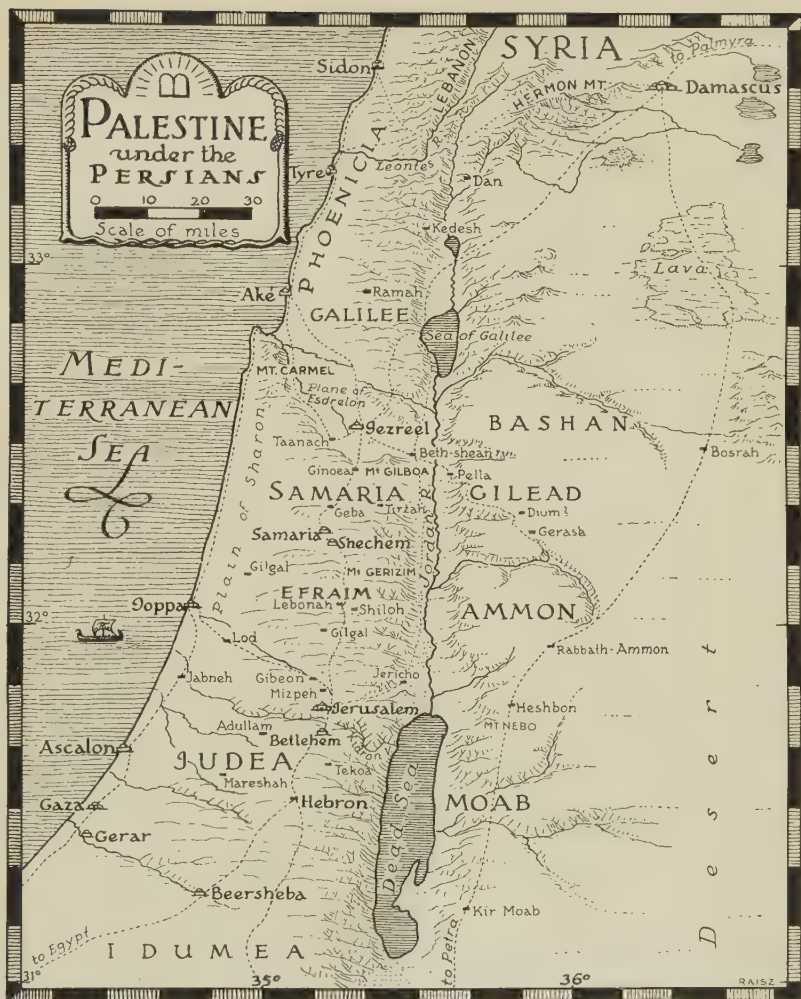 PALESTINE
under the
PERSIANS
0 10 20 30
Scale of miles
SYRIA
to Palmyra
Sidon
LEBANON
HERMON MT.
Damascus
PHOENICIA
Tyre
Leontes R.
Dan
Kedesh
33°
Lava
Aké
Ramah
GALILEE
Sea of Galilee
MEDI-
TERRANEAN
SEA
MT. CARMEL
Plane of
Esdrelon
BASHAN
Jezreel
Taanach
Beth-shean
Bosrah
Ginoea
Mt GILBOA
Pella
Plain of Sharon
SAMARIA
GILEAD
Geba
Tirzah
Dium?
Samaria
Gerasa
Shechem
Jordan R.
Gilgal
Mt GERIZIM
EFRAIM
Joppa
Lebonah
Shiloh
AMMON
32°
Gilgal
Lod
Rabbath-Ammon
Jabneh
Gibeon
Jericho
Mizpeh
Jerusalem
Heshbon
MT NEBO
Adullam
Betlehem
Kidron
Ascalon
JUDEA
Tekoa
Mareshah
Dead Sea
Gaza
Hebron
MOAB
Gerar
Desert
Beersheba
Kir Moab
to Egypt
IDUMEA
to Petra
31°
35°
36°
RAISZ